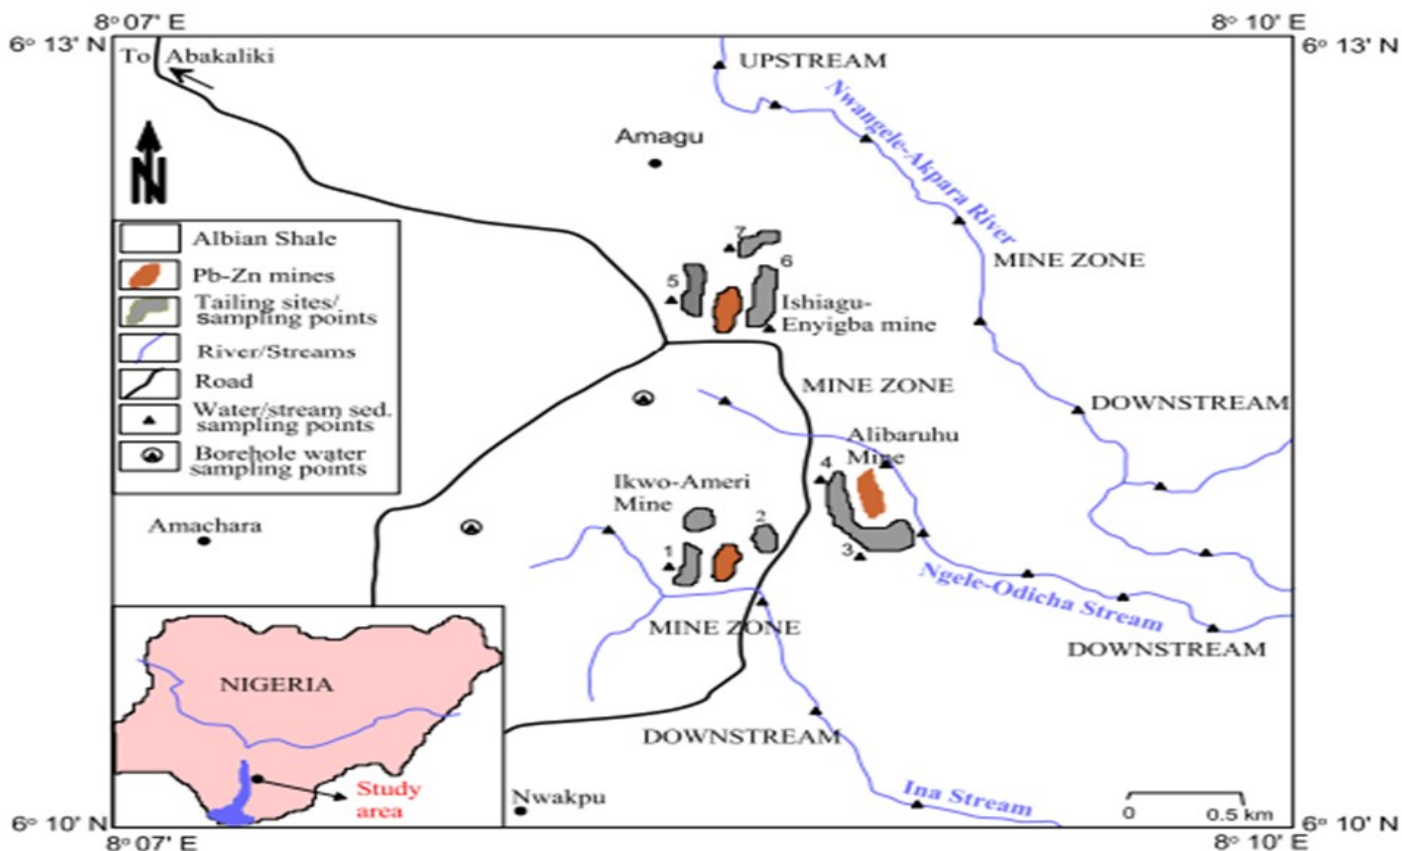 8° 07' E
8° 10' E
6° 13' N
6° 13' N
To Abakaliki
UPSTREAM
Nwangele-Akpara River
Amagu
N
MINE ZONE
Albian Shale
Pb-Zn mines
Tailing sites/
sampling points
River/Streams
Road
Water/stream sed.
sampling points
Borehole water
sampling points
7
6
5
Ishiagu-
Enyigba mine
MINE ZONE
DOWNSTREAM
Alibaruhu
Mine
4
3
Ikwo-Ameri
Mine
2
1
Amachara
Ngele-Odicha Stream
MINE ZONE
DOWNSTREAM
NIGERIA
DOWNSTREAM
Study
area
Nwakpu
Ina Stream
0
0.5 km
6° 10' N
6° 10' N
8° 07' E
8° 10' E